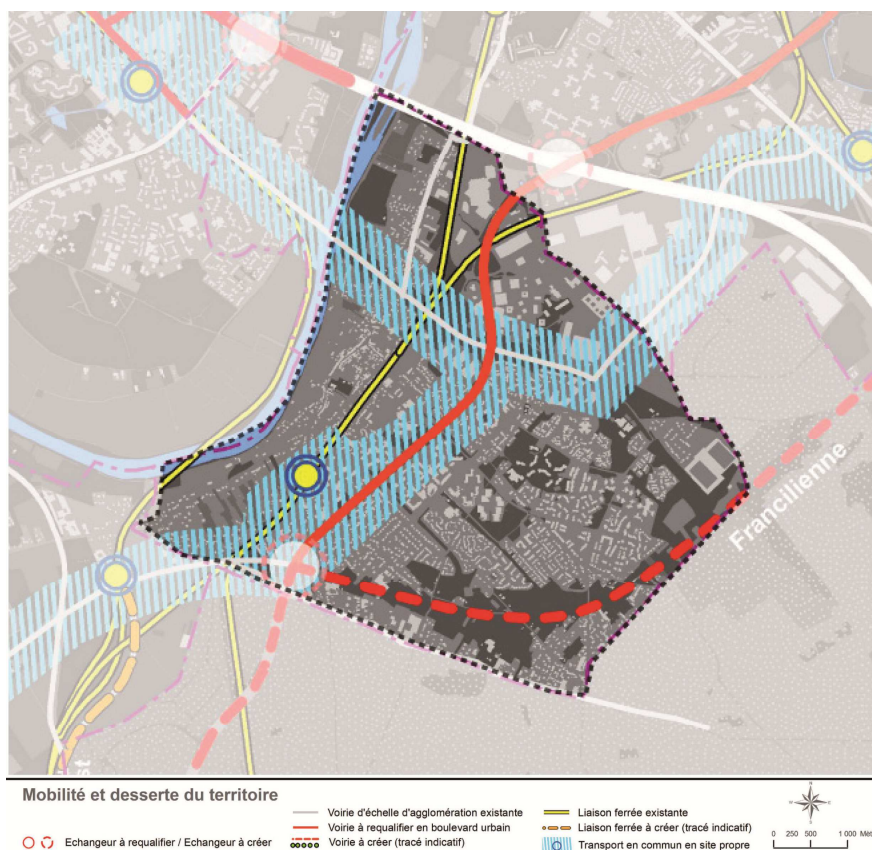 Francilienne
st
Mobilité et desserte du territoire
Echangeur à requalifier / Echangeur à créer
Voirie d'échelle d'agglomération existante
Voirie à requalifier en boulevard urbain
Voirie à créer (tracé indicatif)
Liaison ferrée existante
Liaison ferrée à créer (tracé indicatif)
Transport en commun en site propre
0 250 500 1 000 Mèt